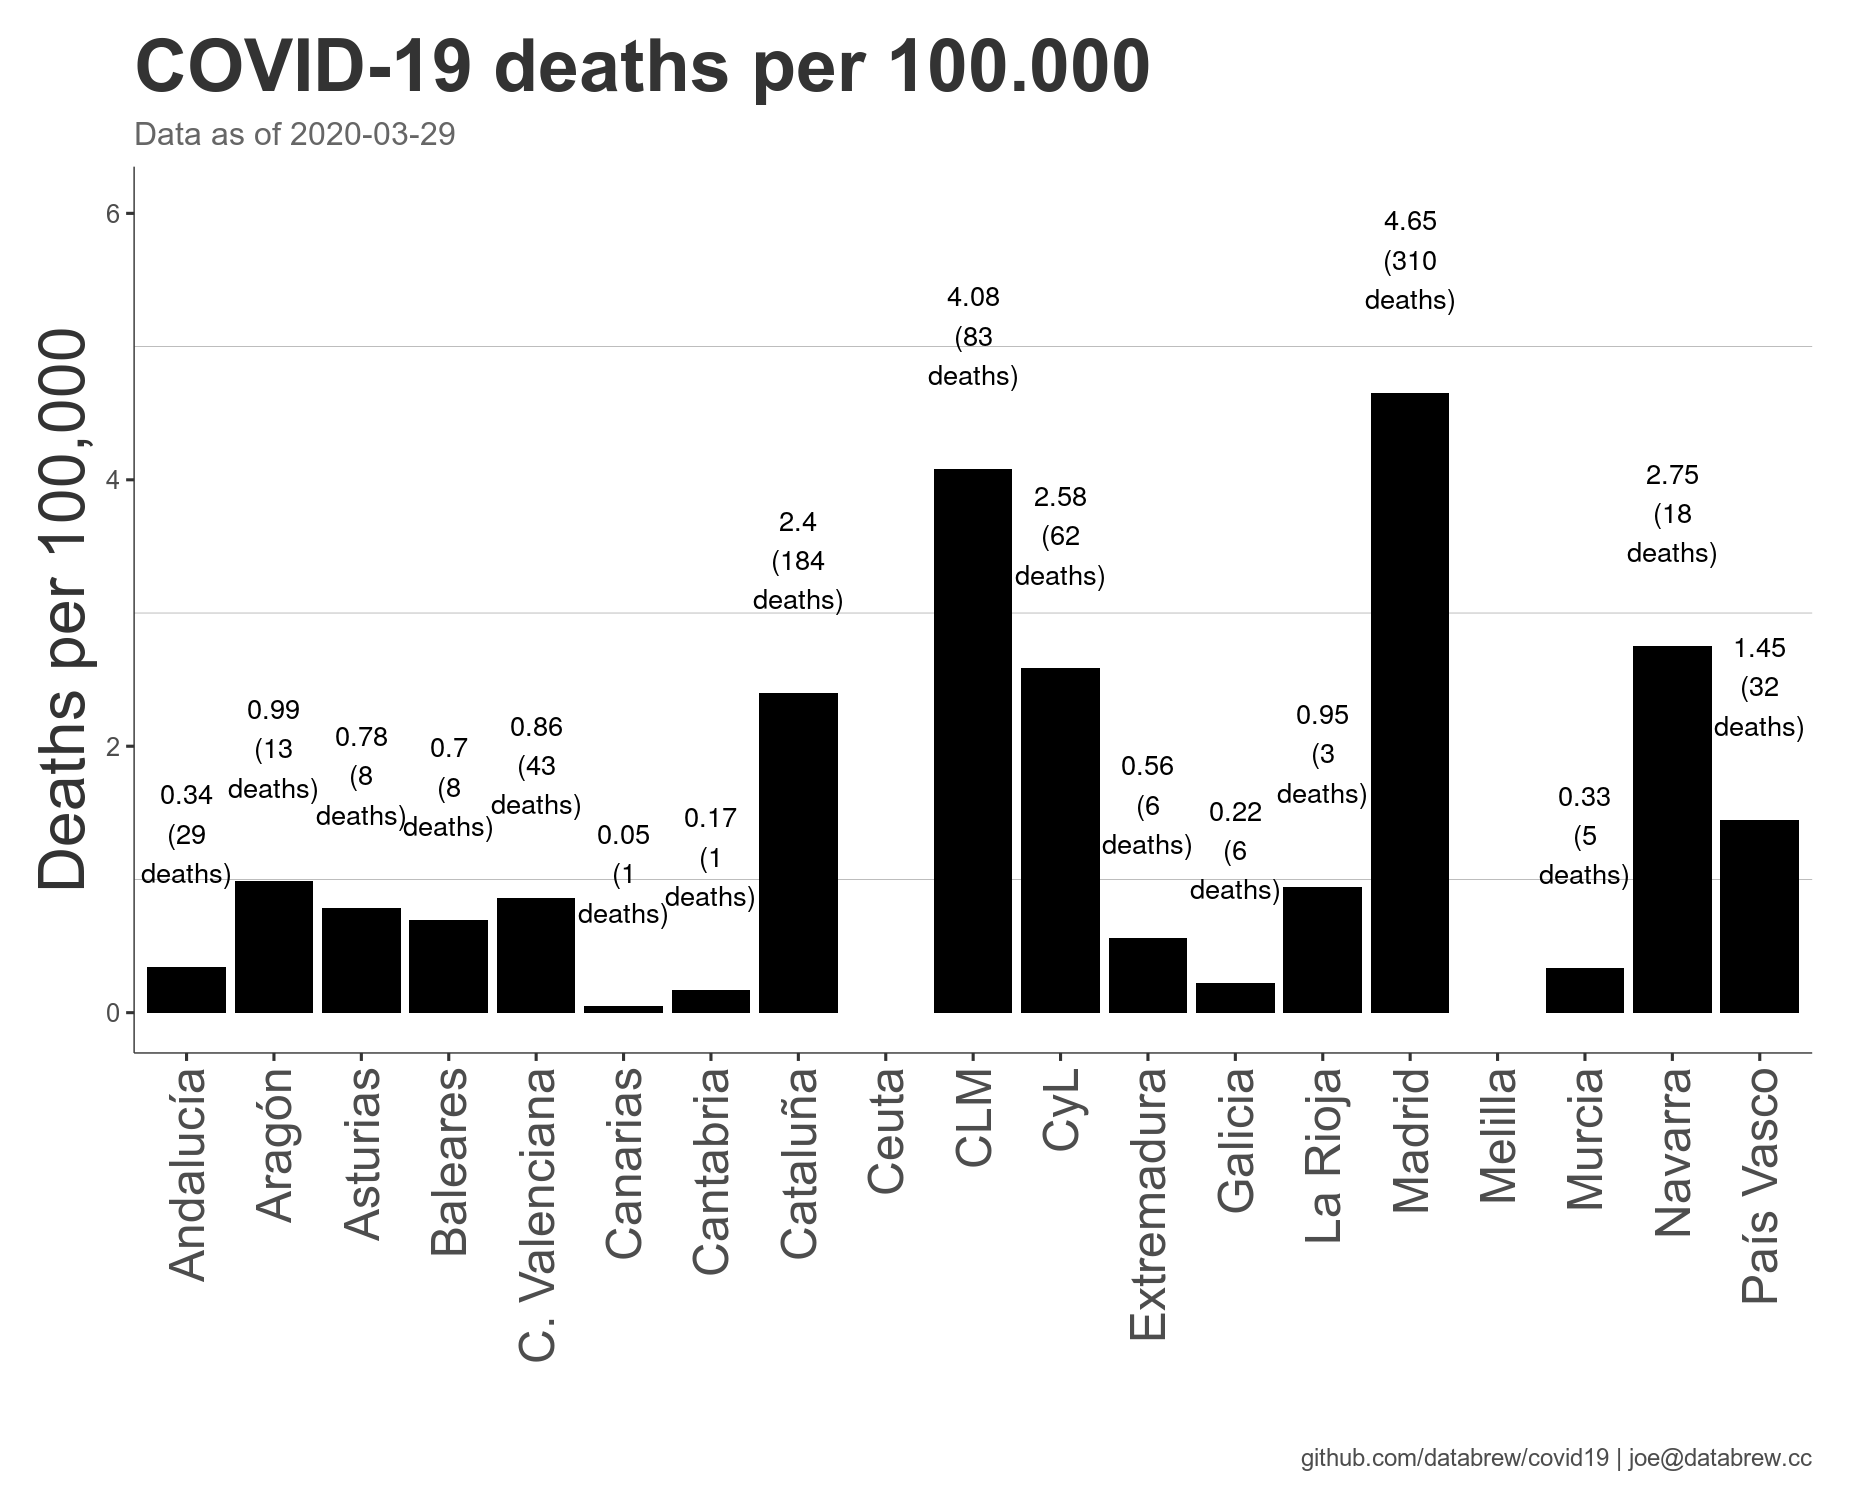 COVID-19 deaths per 100.000
Data as of 2020-03-29
Deaths per 100,000
6
4
2
0
0.34
(29
deaths)
0.99
(13
deaths)
0.78
(8
deaths)
0.7
(8
deaths)
0.86
(43
deaths)
0.05
(1
deaths)
0.17
(1
deaths)
2.4
(184
deaths)
4.08
(83
deaths)
2.58
(62
deaths)
0.56
(6
deaths)
0.22
(6
deaths)
0.95
(3
deaths)
4.65
(310
deaths)
0.33
(5
deaths)
2.75
(18
deaths)
1.45
(32
deaths)
Andalucía
Aragón
Asturias
Baleares
C. Valenciana
Canarias
Cantabria
Cataluña
Ceuta
CLM
CyL
Extremadura
Galicia
La Rioja
Madrid
Melilla
Murcia
Navarra
País Vasco
github.com/databrew/covid19 | joe@databrew.cc